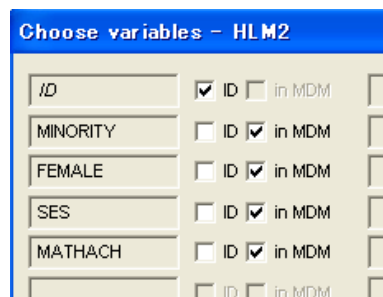 Choose variables - HLM2
ID ID in MDM
MINORITY ID in MDM
FEMALE ID in MDM
SES ID in MDM
MATHACH ID in MDM
ID in MDM